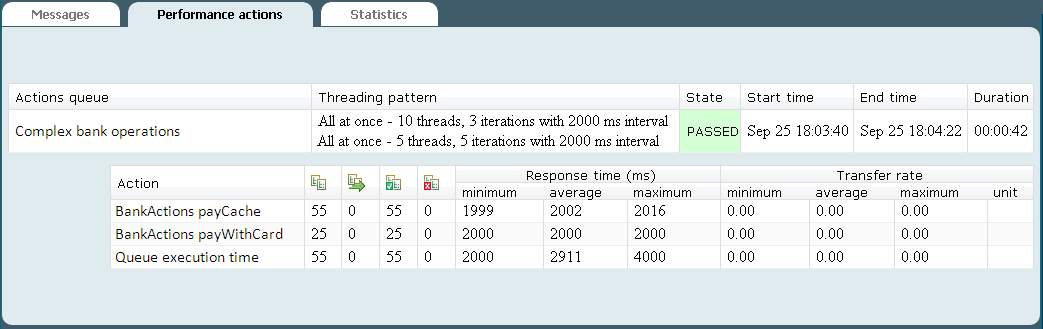 Messages Performance actions Statistics
Actions queue Threading pattern State Start time End time Duration
Complex bank operations All at once - 10 threads, 3 iterations with 2000 ms interval PASSED Sep 25 18:03:40 Sep 25 18:04:22 00:00:42
All at once - 5 threads, 5 iterations with 2000 ms interval
Action Response time (ms) Transfer rate
minimum average maximum minimum average maximum unit
BankActions payCache 55 0 55 0 1999 2002 2016 0.00 0.00 0.00
BankActions payWithCard 25 0 25 0 2000 2000 2000 0.00 0.00 0.00
Queue execution time 55 0 55 0 2000 2911 4000 0.00 0.00 0.00